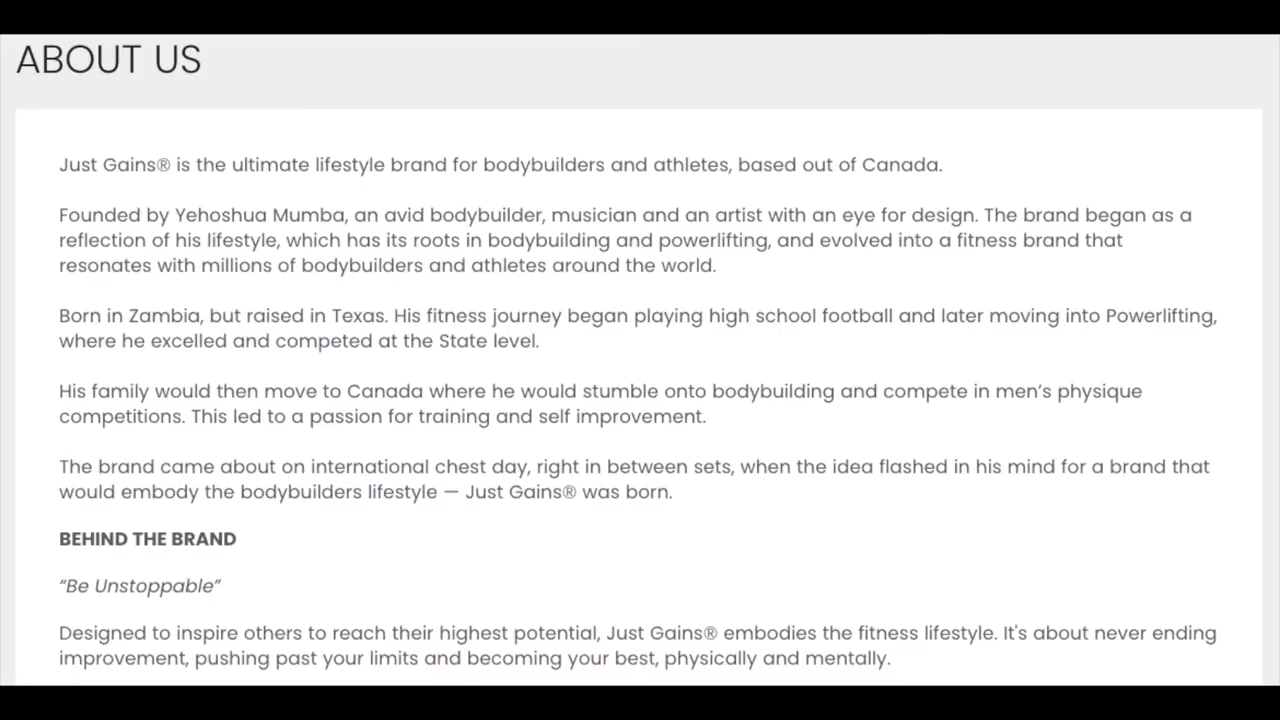 ABOUT US
Just Gains® is the ultimate lifestyle brand for bodybuilders and athletes, based out of Canada.
Founded by Yehoshua Mumba, an avid bodybuilder, musician and an artist with an eye for design. The brand began as a
reflection of his lifestyle, which has its roots in bodybuilding and powerlifting, and evolved into a fitness brand that
resonates with millions of bodybuilders and athletes around the world.
Born in Zambia, but raised in Texas. His fitness journey began playing high school football and later moving into Powerlifting,
where he excelled and competed at the State level.
His family would then move to Canada where he would stumble onto bodybuilding and compete in men’s physique
competitions. This led to a passion for training and self improvement.
The brand came about on international chest day, right in between sets, when the idea flashed in his mind for a brand that
would embody the bodybuilders lifestyle — Just Gains® was born.
BEHIND THE BRAND
“Be Unstoppable”
Designed to inspire others to reach their highest potential, Just Gains® embodies the fitness lifestyle. It's about never ending
improvement, pushing past your limits and becoming your best, physically and mentally.